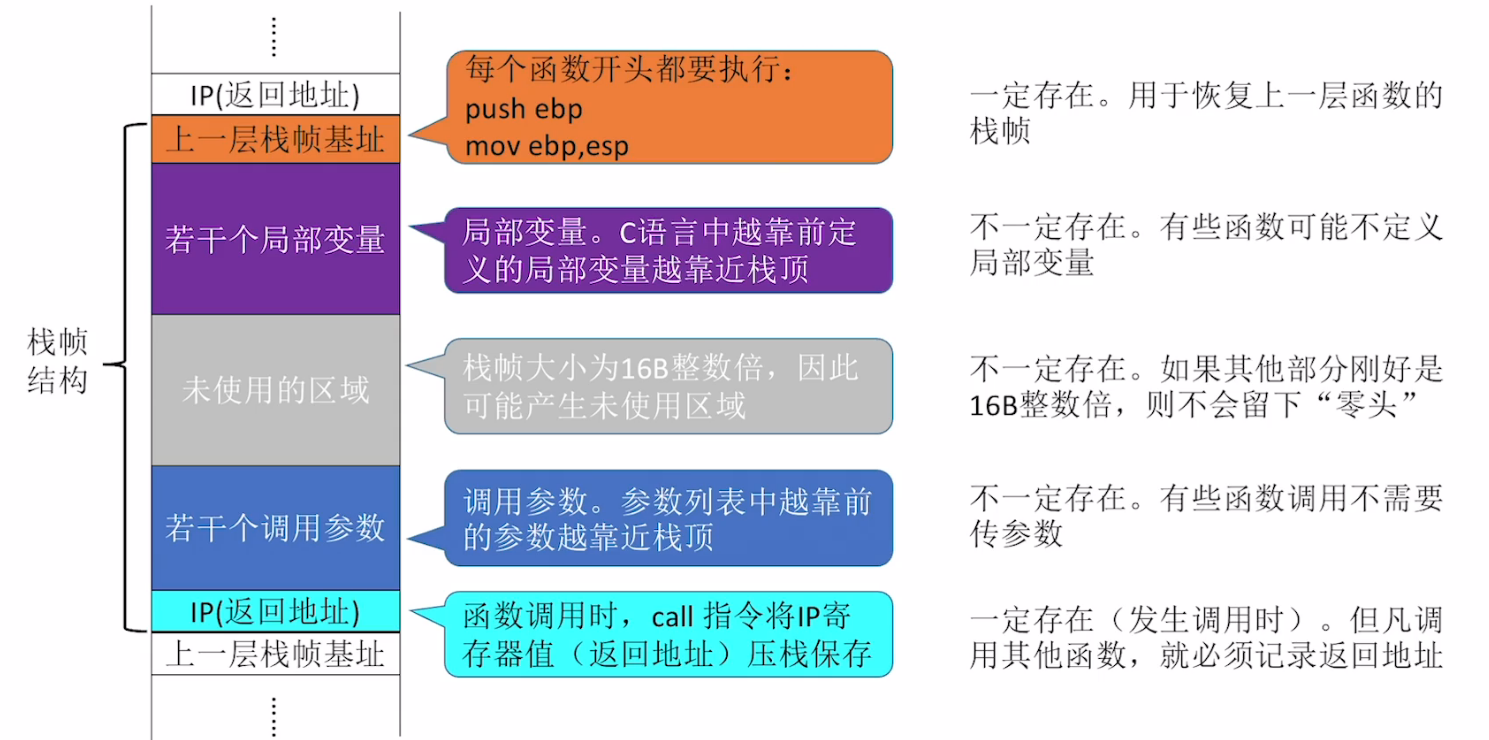 IP(返回地址)
上一层栈帧基址
若干个局部变量
未使用的区域
若干个调用参数
IP(返回地址)
上一层栈帧基址
栈帧
结构
每个函数开头都要执行：
push ebp
mov ebp,esp
局部变量。C语言中越靠前定
义的局部变量越靠近栈顶
栈帧大小为16B整数倍，因此
可能产生未使用区域
调用参数。参数列表中越靠前
的参数越靠近栈顶
函数调用时，call 指令将IP寄
存器值（返回地址）压栈保存
一定存在。用于恢复上一层函数的
栈帧
不一定存在。有些函数可能不定义
局部变量
不一定存在。如果其他部分刚好是
16B整数倍，则不会留下“零头”
不一定存在。有些函数调用不需要
传参数
一定存在（发生调用时）。但凡调
用其他函数，就必须记录返回地址